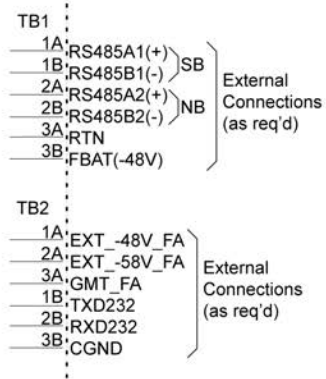 TB1
1A RS485A1(+)
1B RS485B1(-) SB
2A RS485A2(+)
2B RS485B2(-) NB
3A RTN
3B FBAT(-48V)
External
Connections
(as req'd)
TB2
1A EXT_-48V_FA
2A EXT_-58V_FA
3A GMT_FA
1B TXD232
2B RXD232
3B CGND
External
Connections
(as req'd)